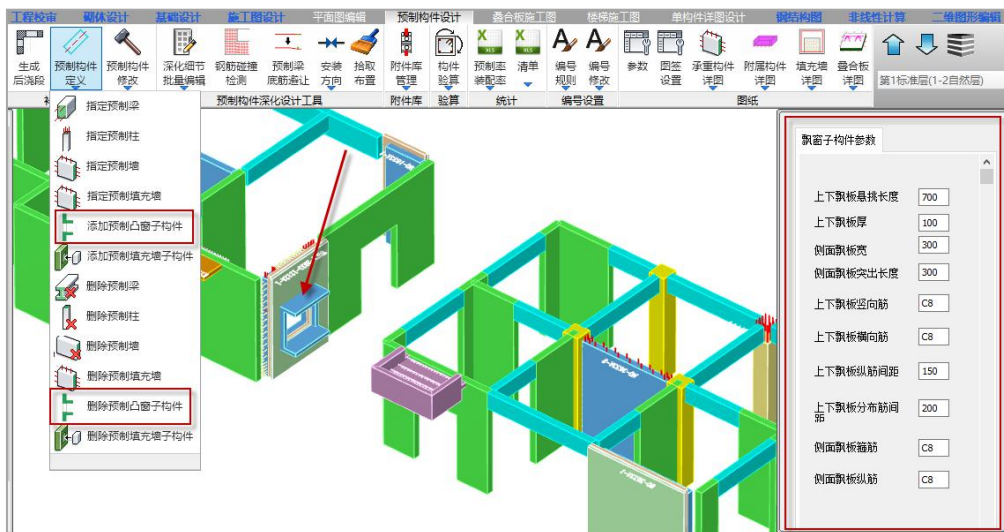 工程校审 砌体设计 基础设计 施工图设计 平面图编辑 预制构件设计 叠合板施工图 楼梯施工图 单构件详图设计 钢结构图 非线性计算 二维图形编辑
生成后浇段 预制构件定义 预制构件修改 深化细节批量编辑 钢筋碰撞检测 预制梁底筋避让 安装方向 拾取布置 附件库管理 构件验算 预制率装配率 清单 编号规则 编号修改 参数 图签设置 承重构件详图 附属构件详图 填充墙详图 叠合板详图 第1标准层(1-2自然层)
预制构件深化设计工具 附件库 验算 统计 编号设置 图纸
指定预制梁
指定预制柱
指定预制墙
指定预制填充墙
添加预制凸窗子构件
添加预制填充墙子构件
删除预制梁
删除预制柱
删除预制墙
删除预制填充墙
删除预制凸窗子构件
删除预制填充墙子构件
飘窗子构件参数
上下飘板悬挑长度 700
上下飘板厚 100
侧面飘板宽 300
侧面飘板突出长度 300
上下飘板竖向筋 C8
上下飘板横向筋 C8
上下飘板纵筋间距 150
上下飘板分布筋间
距 200
侧面飘板箍筋 C8
侧面飘板纵筋 C8